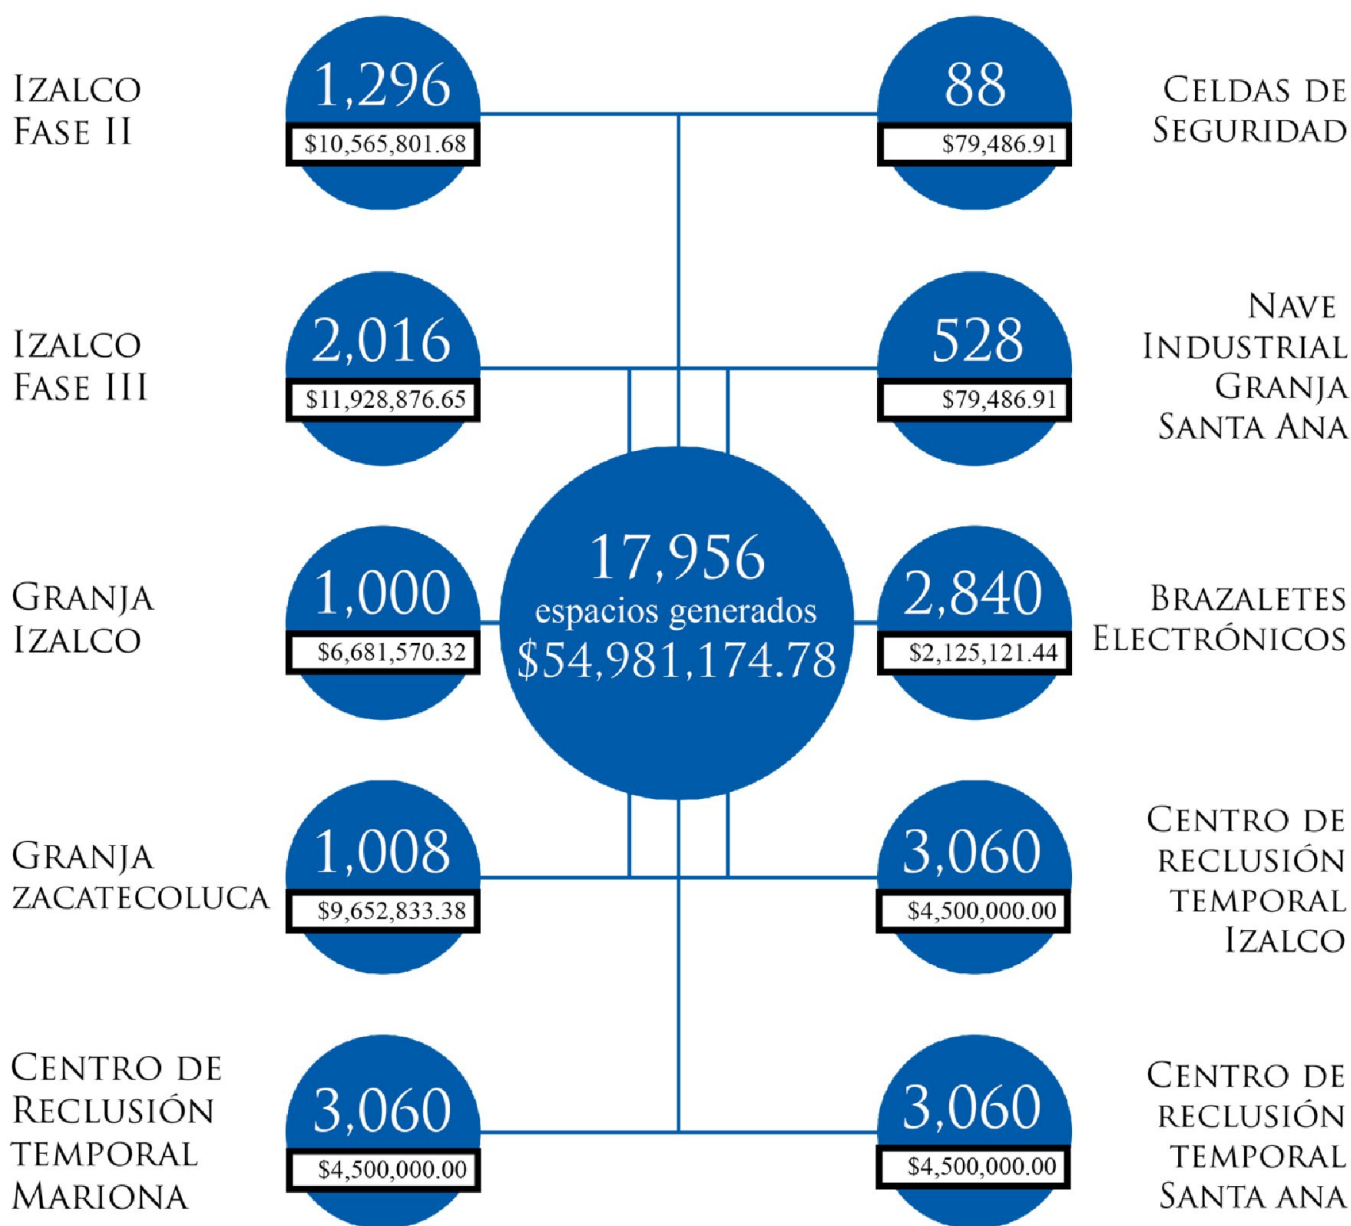 IZALCO
FASE II
1,296
$10,565,801.68
88
$79,486.91
CELDAS DE
SEGURIDAD
IZALCO
FASE III
2,016
$11,928,876.65
528
$79,486.91
NAVE
INDUSTRIAL
GRANJA
SANTA ANA
GRANJA
IZALCO
1,000
$6,681,570.32
17,956
espacios generados
$54,981,174.78
2,840
$2,125,121.44
BRAZALETES
ELECTRÓNICOS
GRANJA
ZACATECOLUCA
1,008
$9,652,833.38
3,060
$4,500,000.00
CENTRO DE
RECLUSIÓN
TEMPORAL
IZALCO
CENTRO DE
RECLUSIÓN
TEMPORAL
MARIONA
3,060
$4,500,000.00
3,060
$4,500,000.00
CENTRO DE
RECLUSIÓN
TEMPORAL
SANTA ANA